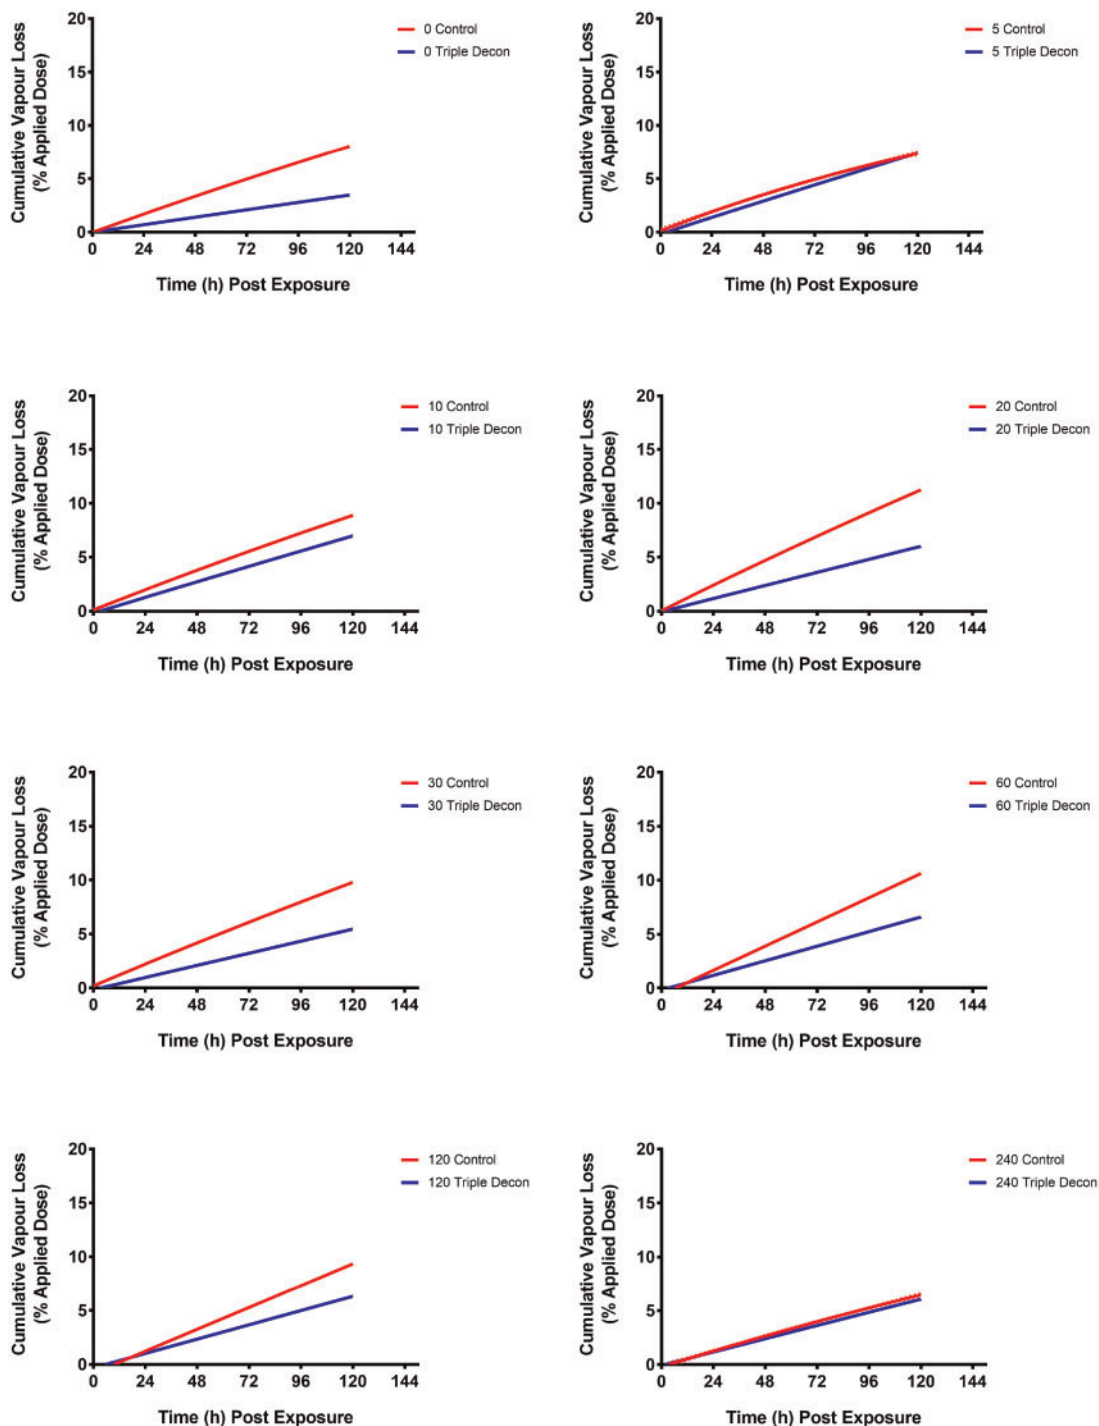 Cumulative Vapour Loss
(% Applied Dose)
20
15
10
5
0
0 24 48 72 96 120 144
Time (h) Post Exposure
0 Control
0 Triple Decon
Cumulative Vapour Loss
(% Applied Dose)
20
15
10
5
0
0 24 48 72 96 120 144
Time (h) Post Exposure
5 Control
5 Triple Decon
Cumulative Vapour Loss
(% Applied Dose)
20
15
10
5
0
0 24 48 72 96 120 144
Time (h) Post Exposure
10 Control
10 Triple Decon
Cumulative Vapour Loss
(% Applied Dose)
20
15
10
5
0
0 24 48 72 96 120 144
Time (h) Post Exposure
20 Control
20 Triple Decon
Cumulative Vapour Loss
(% Applied Dose)
20
15
10
5
0
0 24 48 72 96 120 144
Time (h) Post Exposure
30 Control
30 Triple Decon
Cumulative Vapour Loss
(% Applied Dose)
20
15
10
5
0
0 24 48 72 96 120 144
Time (h) Post Exposure
60 Control
60 Triple Decon
Cumulative Vapour Loss
(% Applied Dose)
20
15
10
5
0
0 24 48 72 96 120 144
Time (h) Post Exposure
120 Control
120 Triple Decon
Cumulative Vapour Loss
(% Applied Dose)
20
15
10
5
0
0 24 48 72 96 120 144
Time (h) Post Exposure
240 Control
240 Triple Decon